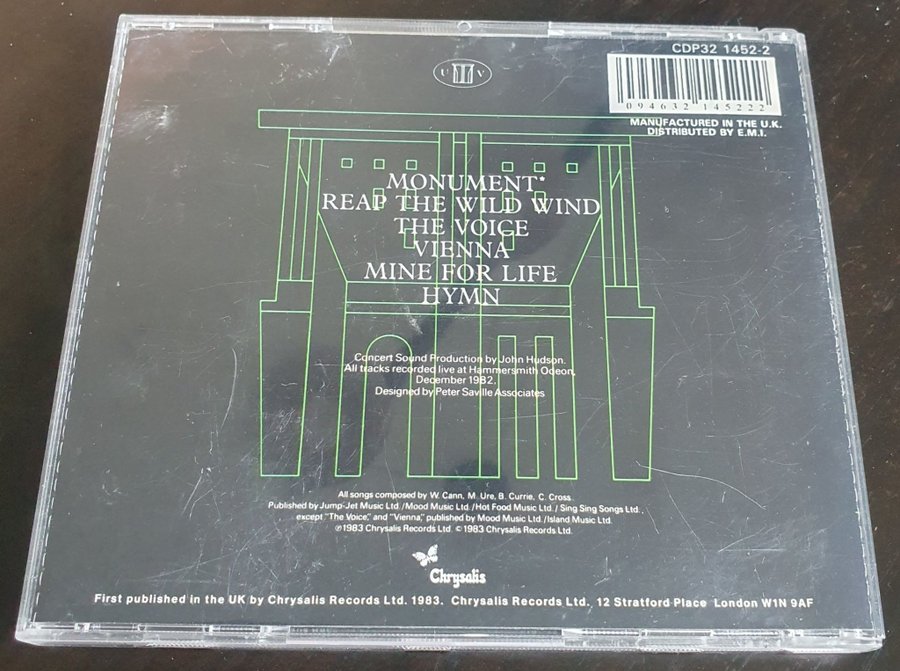 CDP32 1452-2
U V
094632 145222
MANUFACTURED IN THE U.K.
DISTRIBUTED BY E.M.I.
MONUMENT*
REAP THE WILD WIND
THE VOICE
VIENNA
MINE FOR LIFE
HYMN
Concert Sound Production by John Hudson.
All tracks recorded live at Hammersmith Odeon,
December 1982.
Designed by Peter Saville Associates
All songs composed by W. Cann, M. Ure, B. Currie, C. Cross
Published by Jump-Jet Music Ltd./Mood Music Ltd./Hot Food Music Ltd./Sing Sing Songs Ltd.,
except "The Voice," and "Vienna," published by Mood Music Ltd./Island Music Ltd.
℗1983 Chrysalis Records Ltd. ©1983 Chrysalis Records Ltd.
Chrysalis
First published in the UK by Chrysalis Records Ltd. 1983. Chrysalis Records Ltd. 12 Stratford Place London W1N 9AF